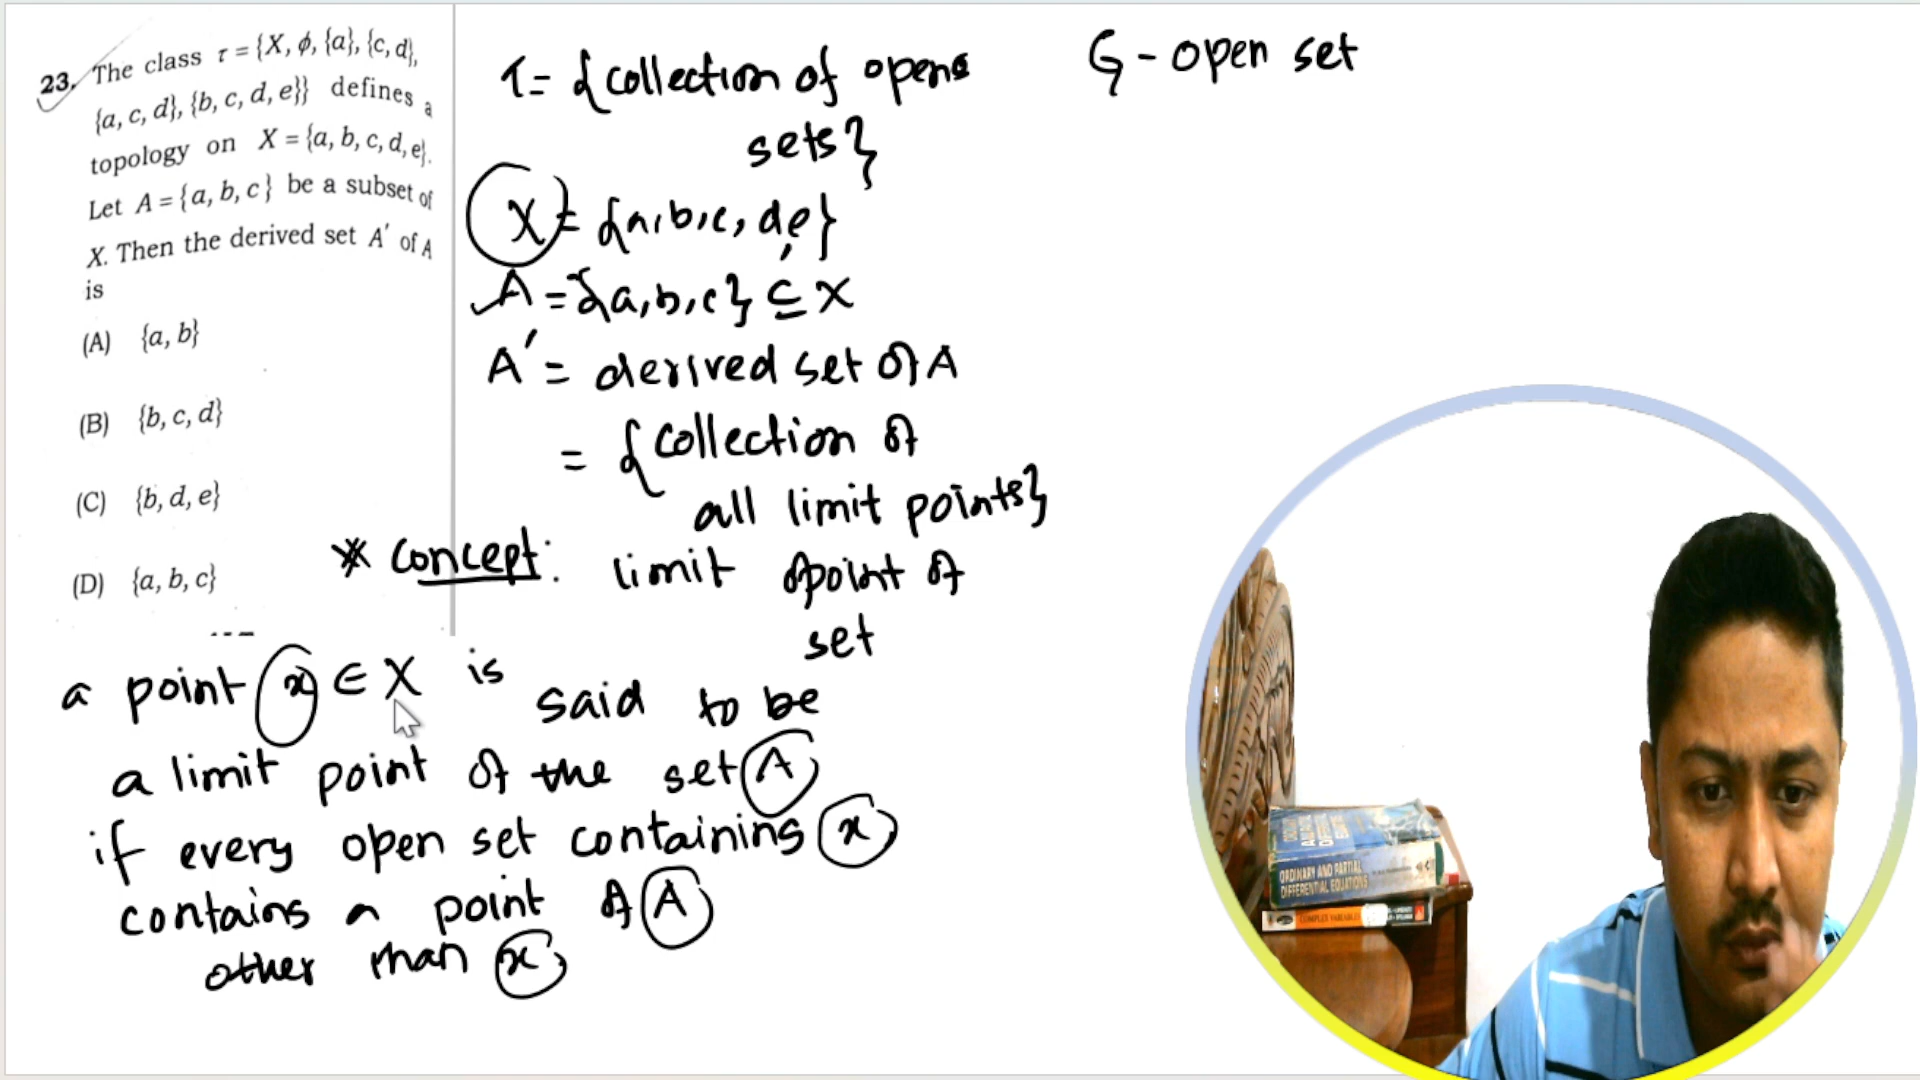 23. The class τ = {X, ϕ, {a}, {c, d},
{a, c, d}, {b, c, d, e}} defines a
topology on X = {a, b, c, d, e}.
Let A = {a, b, c} be a subset of
X. Then the derived set A′ of A
is
(A) {a, b}
(B) {b, c, d}
(C) {b, d, e}
(D) {a, b, c}
τ = {collection of opens
sets}
X = {a, b, c, d, e}
A = {a, b, c} ⊆ X
A′ = derived set of A
= {collection of
all limit points}
* concept: limit point of
set
a point x ∈ X is said to be
a limit point of the set A
if every open set containing x,
contains a point of A
other than x,
G - open set
ORDINARY AND PARTIAL
DIFFERENTIAL EQUATIONS
COMPLEX VARIABLES